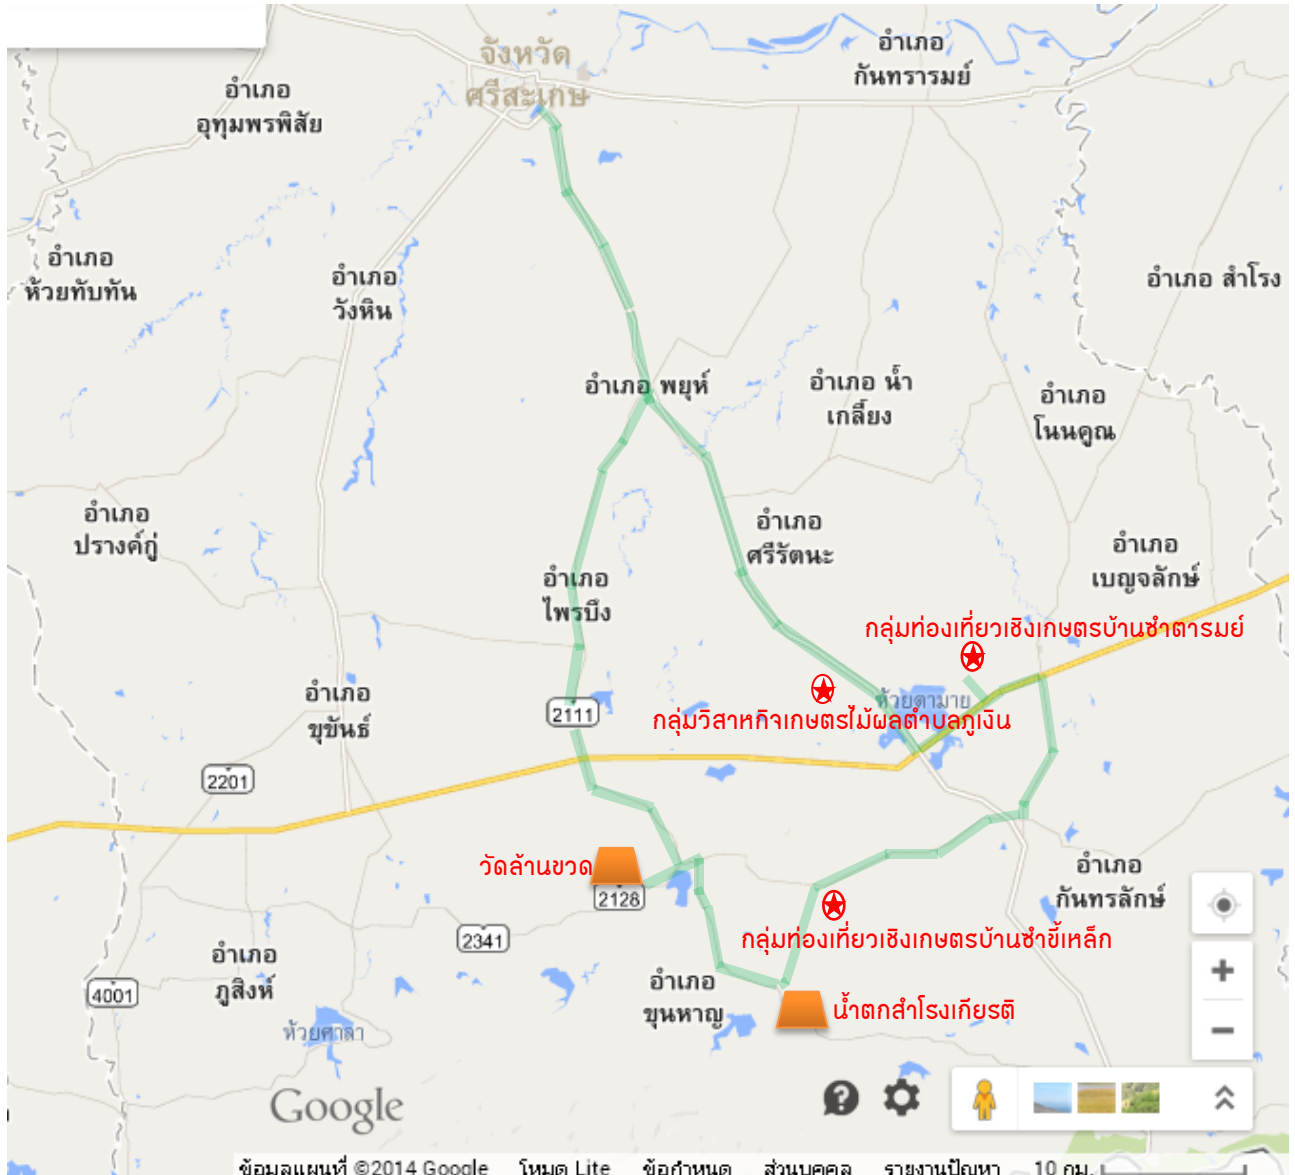 จังหวัด
ศรีสะเกษ
อำเภอ
กันทรารมย์
อำเภอ
อุทุมพรพิสัย
อำเภอ
ห้วยทับทัน
อำเภอ
วังหิน
อำเภอ สำโรง
อำเภอ พยุห์
อำเภอ น้ำ
เกลี้ยง
อำเภอ
โนนคูณ
อำเภอ
ปรางค์กู่
อำเภอ
ศรีรัตนะ
อำเภอ
เบญจลักษ์
อำเภอ
ไพรบึง
กลุ่มท่องเที่ยวเชิงเกษตรบ้านซำตารมย์
อำเภอ
ขุขันธ์
2111
ห้วยตามาย
กลุ่มวิสาหกิจเกษตรไม้ผลตำบลภูเงิน
2201
วัดล้านขวด
2128
อำเภอ
กันทรลักษ์
2341
กลุ่มท่องเที่ยวเชิงเกษตรบ้านซำขี้เหล็ก
อำเภอ
ภูสิงห์
4001
อำเภอ
ขุนหาญ
น้ำตกสำโรงเกียรติ
ห้วยศาลา
Google
ข้อมูลแผนที่ ©2014 Google โหมด Lite ข้อกำหนด ส่วนบุคคล รายงานปัญหา 10 กม.